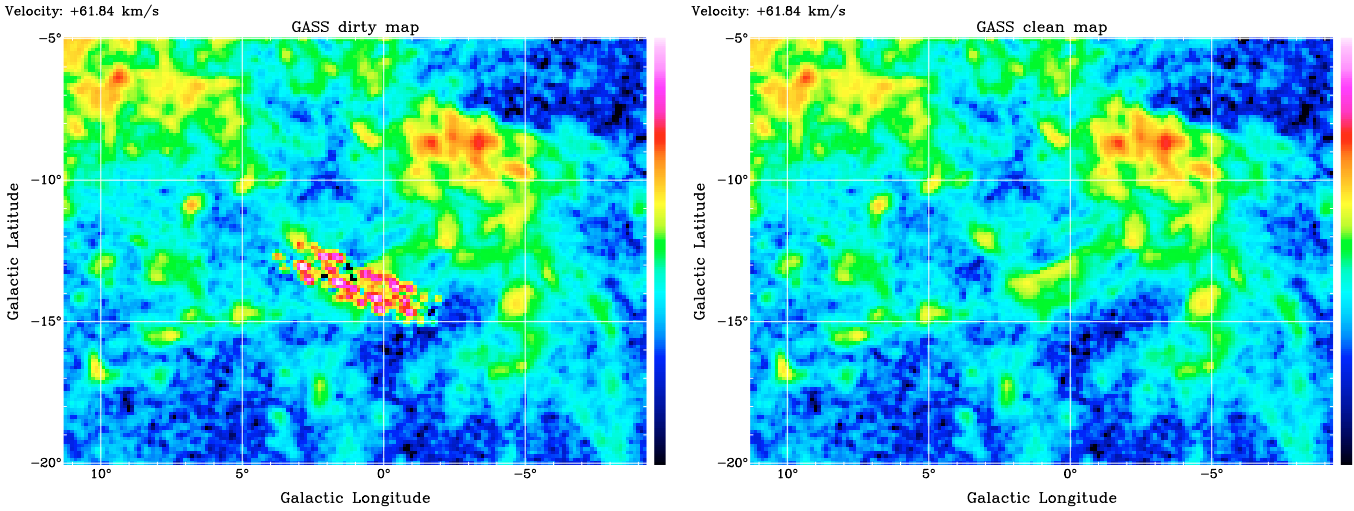 Velocity: +61.84 km/s
GASS dirty map
−5°
−10°
−15°
−20°
Galactic Latitude
10°
5°
0°
−5°
Galactic Longitude
Velocity: +61.84 km/s
GASS clean map
−5°
−10°
−15°
−20°
Galactic Latitude
10°
5°
0°
−5°
Galactic Longitude